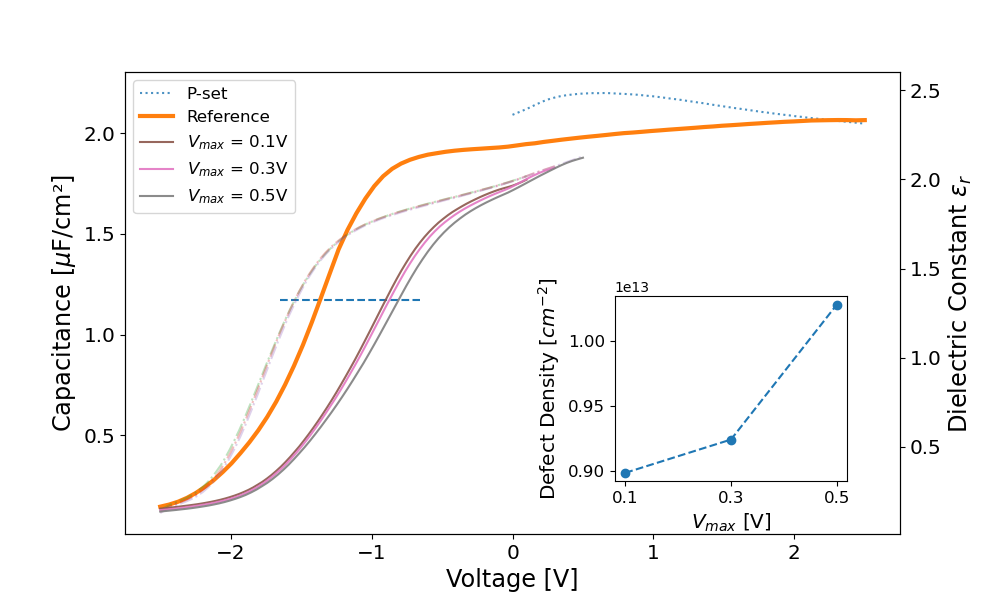 P-set
Reference
V_max = 0.1V
V_max = 0.3V
V_max = 0.5V
Capacitance [μF/cm²]
2.0
1.5
1.0
0.5
Dielectric Constant ε_r
2.5
2.0
1.5
1.0
0.5
1e13
Defect Density [cm^−2]
1.00
0.95
0.90
0.1 0.3 0.5
V_max [V]
−2 −1 0 1 2
Voltage [V]